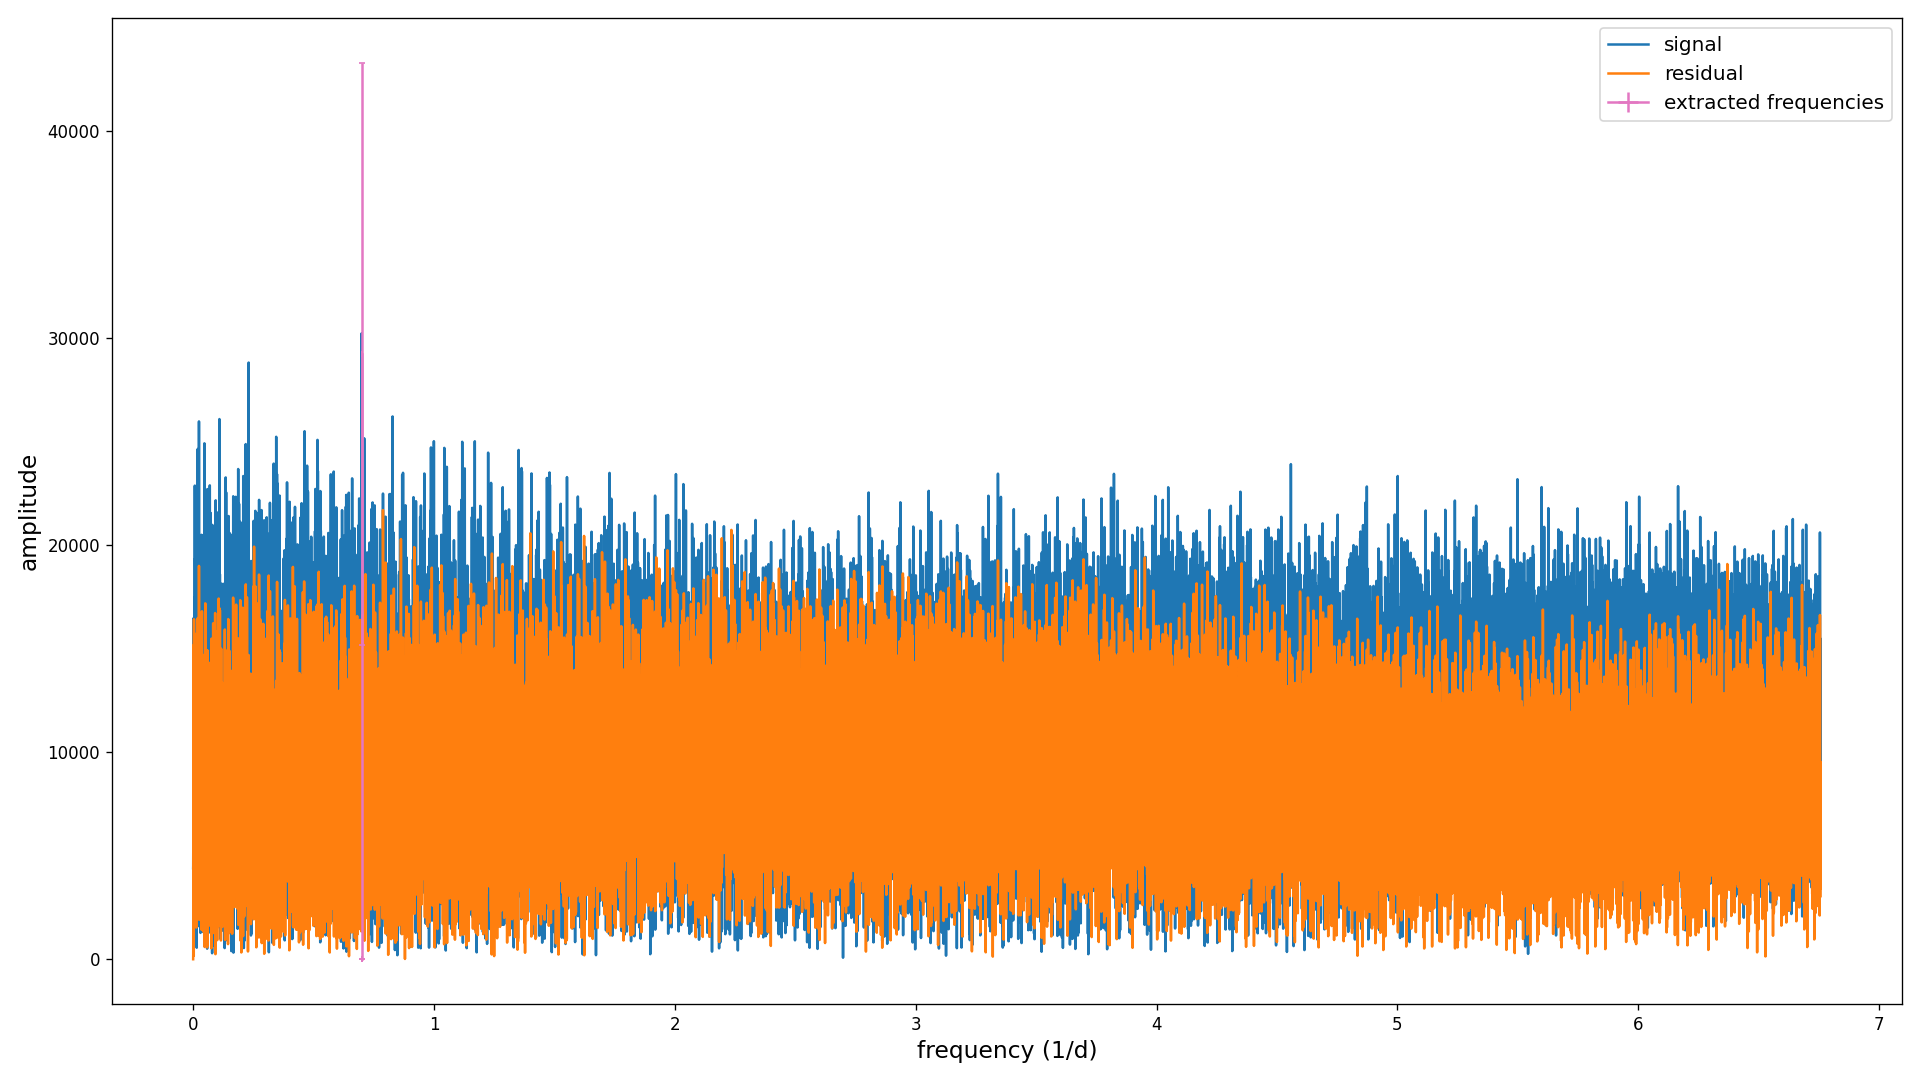 signal
residual
extracted frequencies
amplitude
40000
30000
20000
10000
0
0 1 2 3 4 5 6 7
frequency (1/d)